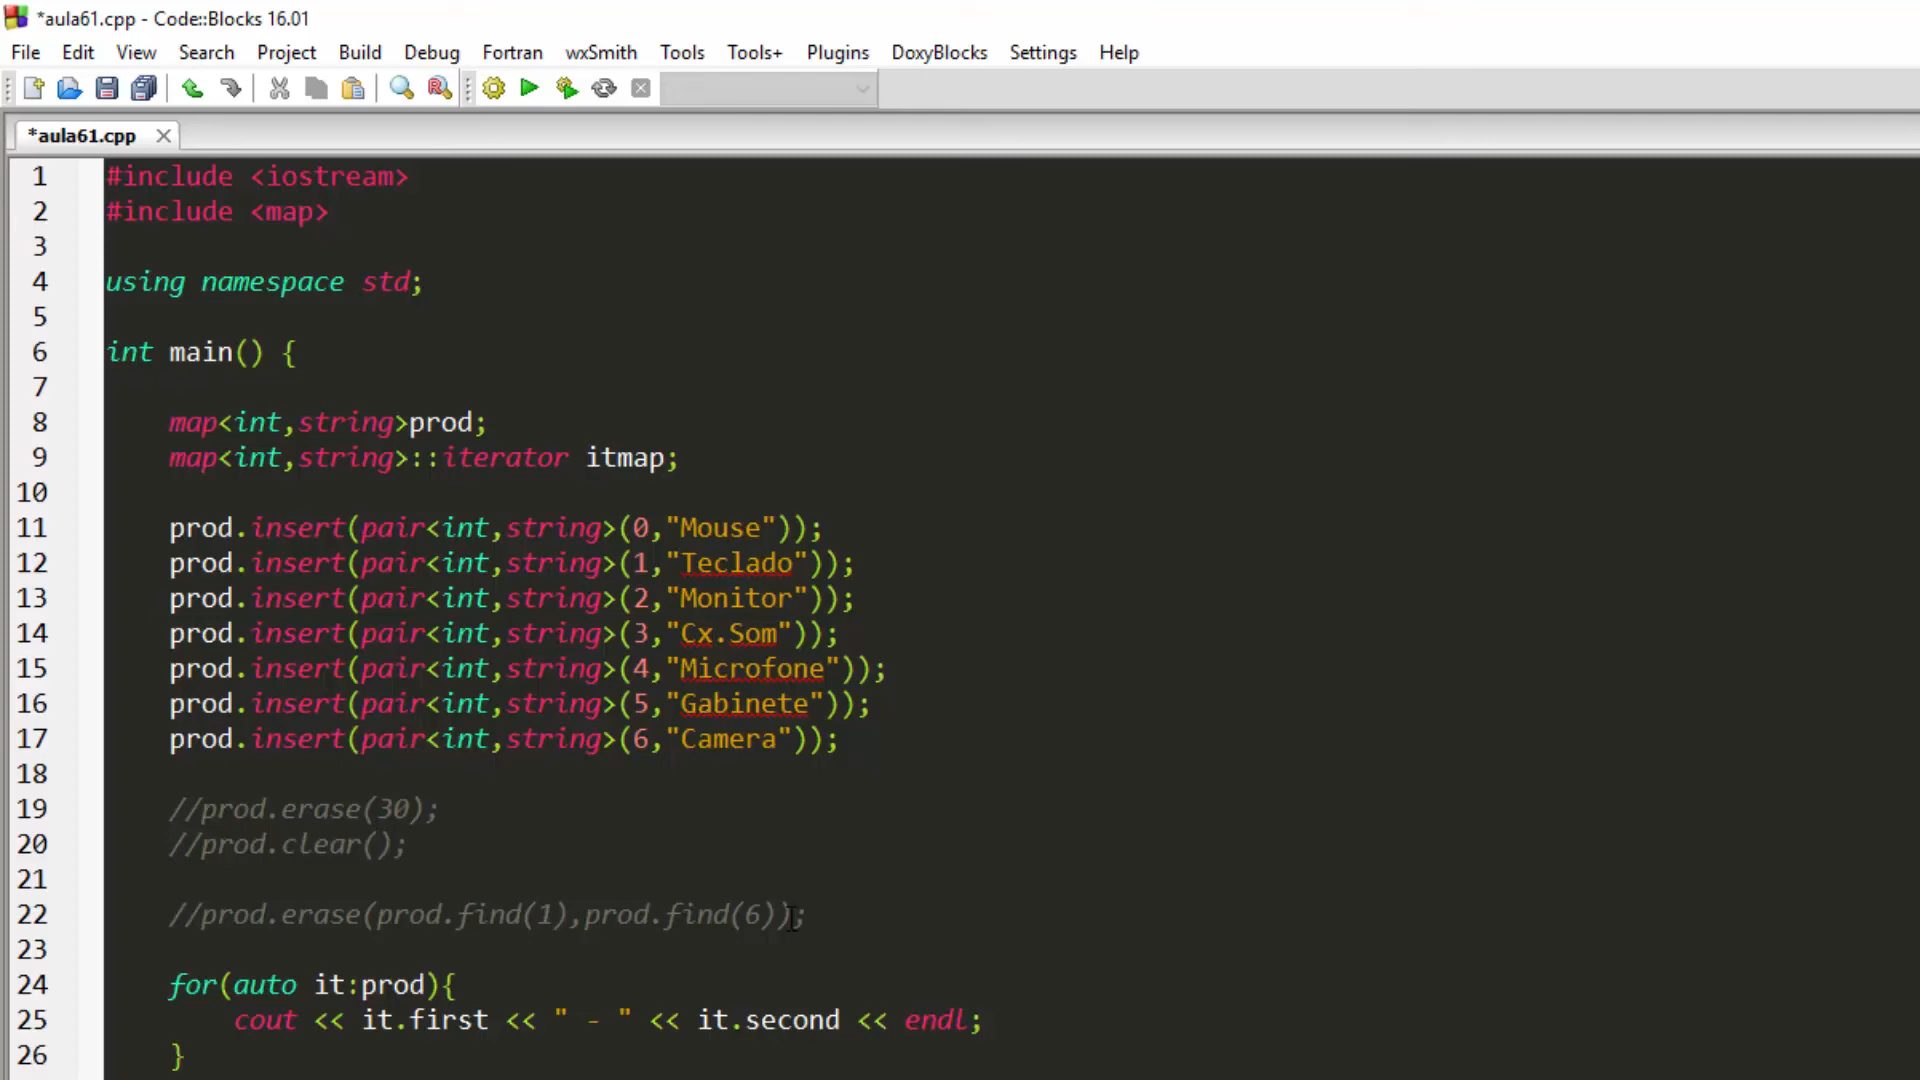 *aula61.cpp - Code::Blocks 16.01
File Edit View Search Project Build Debug Fortran wxSmith Tools Tools+ Plugins DoxyBlocks Settings Help
*aula61.cpp
1 #include <iostream>
2 #include <map>
3
4 using namespace std;
5
6 int main() {
7
8 map<int,string>prod;
9 map<int,string>::iterator itmap;
10
11 prod.insert(pair<int,string>(0,"Mouse"));
12 prod.insert(pair<int,string>(1,"Teclado"));
13 prod.insert(pair<int,string>(2,"Monitor"));
14 prod.insert(pair<int,string>(3,"Cx.Som"));
15 prod.insert(pair<int,string>(4,"Microfone"));
16 prod.insert(pair<int,string>(5,"Gabinete"));
17 prod.insert(pair<int,string>(6,"Camera"));
18
19 //prod.erase(30);
20 //prod.clear();
21
22 //prod.erase(prod.find(1),prod.find(6));
23
24 for(auto it:prod){
25 cout << it.first << " - " << it.second << endl;
26 }